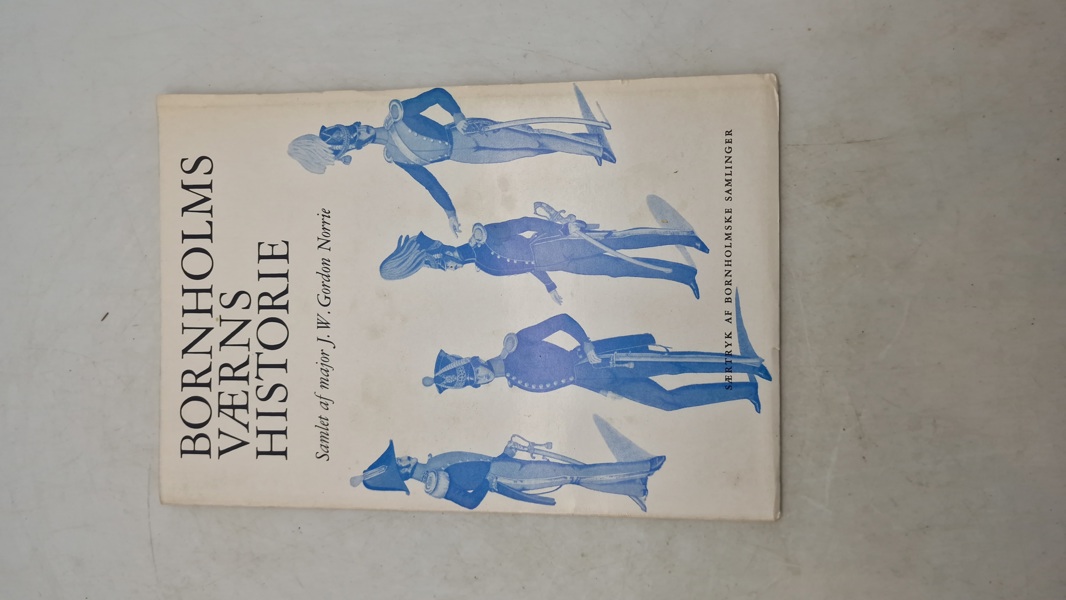 BORNHOLMS
VÆRNS
HISTORIE
Samlet af major J.W. Gordon Norrie
SÆRTRYK AF BORNHOLMSKE SAMLINGER